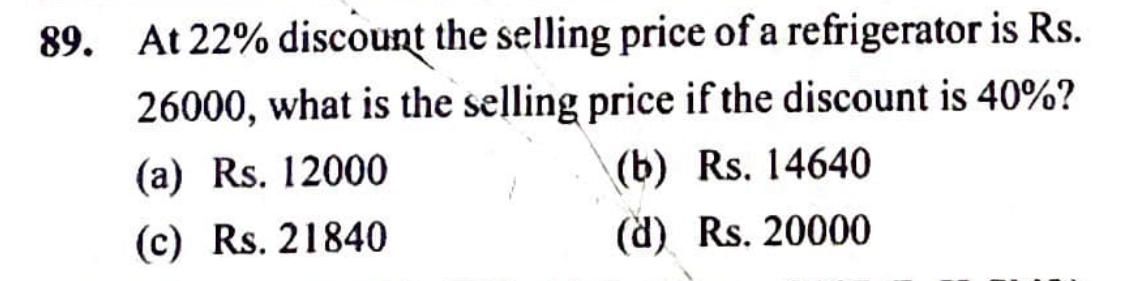 89. At 22% discount the selling price of a refrigerator is Rs.
26000, what is the selling price if the discount is 40%?
(a) Rs. 12000 (b) Rs. 14640
(c) Rs. 21840 (d) Rs. 20000